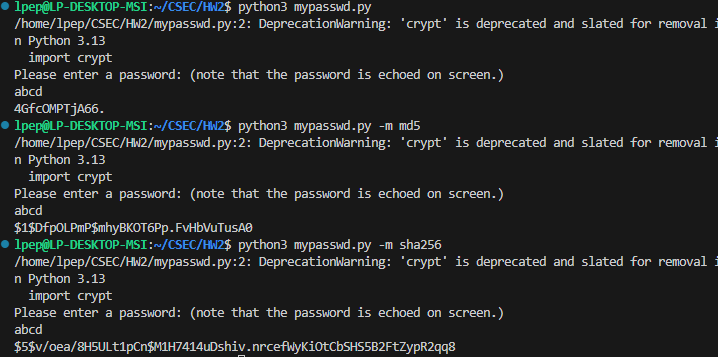 lpep@LP-DESKTOP-MSI:~/CSEC/HW2$ python3 mypasswd.py
/home/lpep/CSEC/HW2/mypasswd.py:2: DeprecationWarning: 'crypt' is deprecated and slated for removal i
n Python 3.13
  import crypt
Please enter a password: (note that the password is echoed on screen.)
abcd
4GfcOMPTjA66.
lpep@LP-DESKTOP-MSI:~/CSEC/HW2$ python3 mypasswd.py -m md5
/home/lpep/CSEC/HW2/mypasswd.py:2: DeprecationWarning: 'crypt' is deprecated and slated for removal i
n Python 3.13
  import crypt
Please enter a password: (note that the password is echoed on screen.)
abcd
$1$DfpOLPmP$mhyBKOT6Pp.FvHbVuTusA0
lpep@LP-DESKTOP-MSI:~/CSEC/HW2$ python3 mypasswd.py -m sha256
/home/lpep/CSEC/HW2/mypasswd.py:2: DeprecationWarning: 'crypt' is deprecated and slated for removal i
n Python 3.13
  import crypt
Please enter a password: (note that the password is echoed on screen.)
abcd
$5$v/oea/8H5ULt1pCn$M1H7414uDshiv.nrcefWyKiOtCbSHS5B2FtZypR2qq8